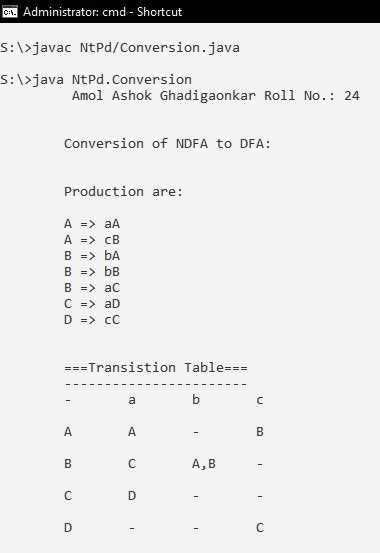 Administrator: cmd - Shortcut
S:\>javac NtPd/Conversion.java
S:\>java NtPd.Conversion
Amol Ashok Ghadigaonkar Roll No.: 24
Conversion of NDFA to DFA:
Production are:
A => aA
A => cB
B => bA
B => bB
B => aC
C => aD
D => cC
===Transistion Table===
-----------------------
- a b c
A A - B
B C A,B -
C D - -
D - - C